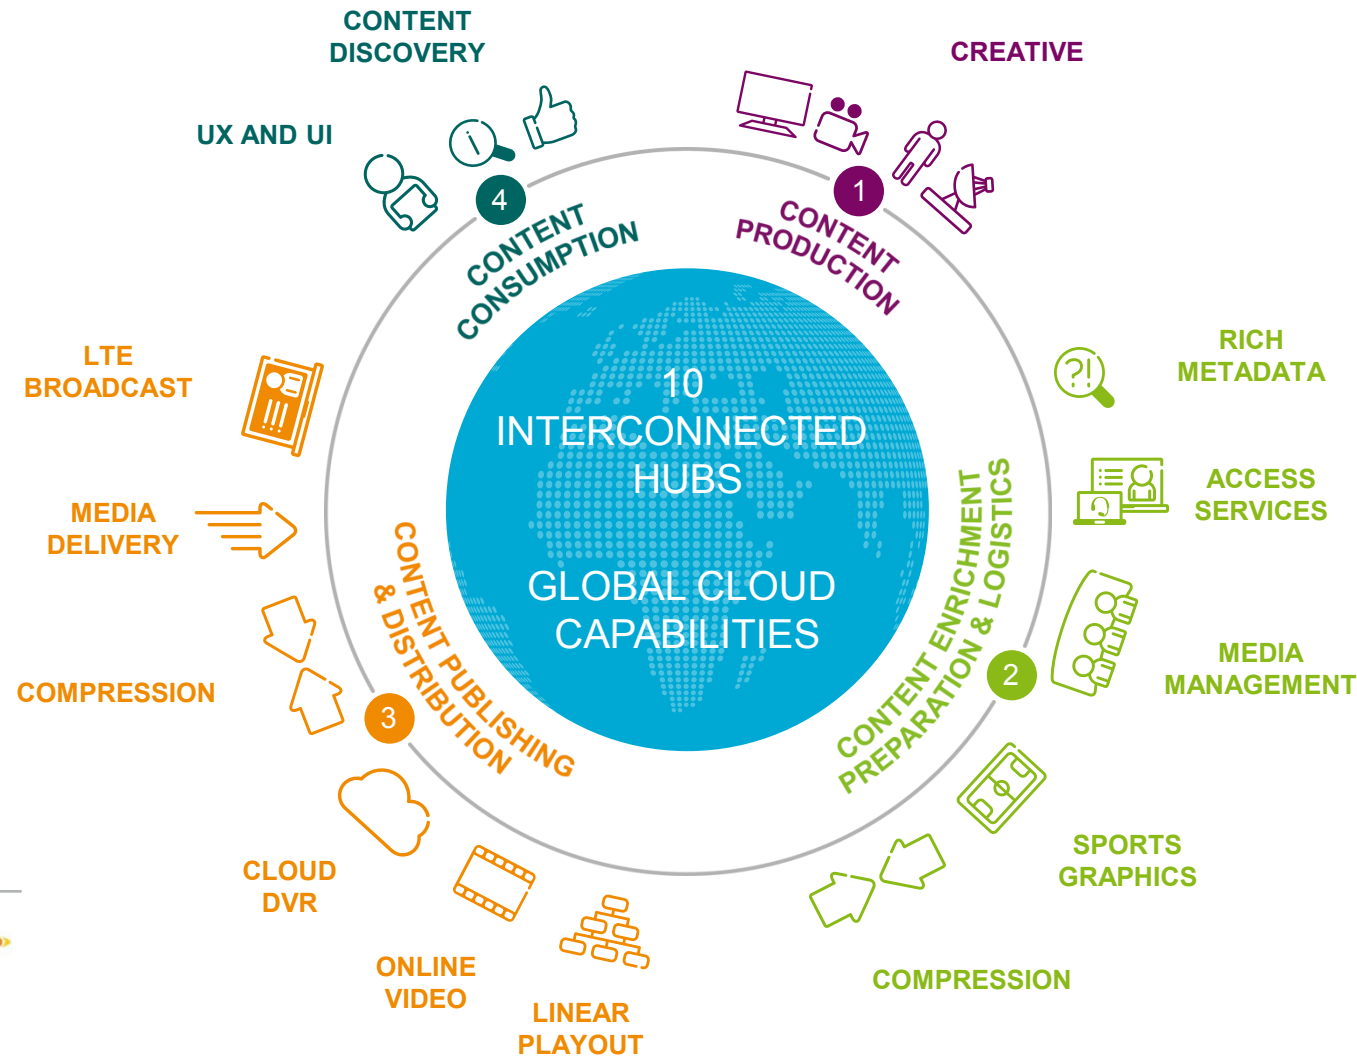 CONTENT
DISCOVERY
CREATIVE
UX AND UI
4
CONTENT
CONSUMPTION
1
CONTENT
PRODUCTION
LTE
BROADCAST
RICH
METADATA
?!
i
10
INTERCONNECTED
HUBS
GLOBAL CLOUD
CAPABILITIES
MEDIA
DELIVERY
ACCESS
SERVICES
COMPRESSION
3
CONTENT PUBLISHING
& DISTRIBUTION
2
CONTENT ENRICHMENT
PREPARATION & LOGISTICS
MEDIA
MANAGEMENT
CLOUD
DVR
SPORTS
GRAPHICS
ONLINE
VIDEO
COMPRESSION
LINEAR
PLAYOUT